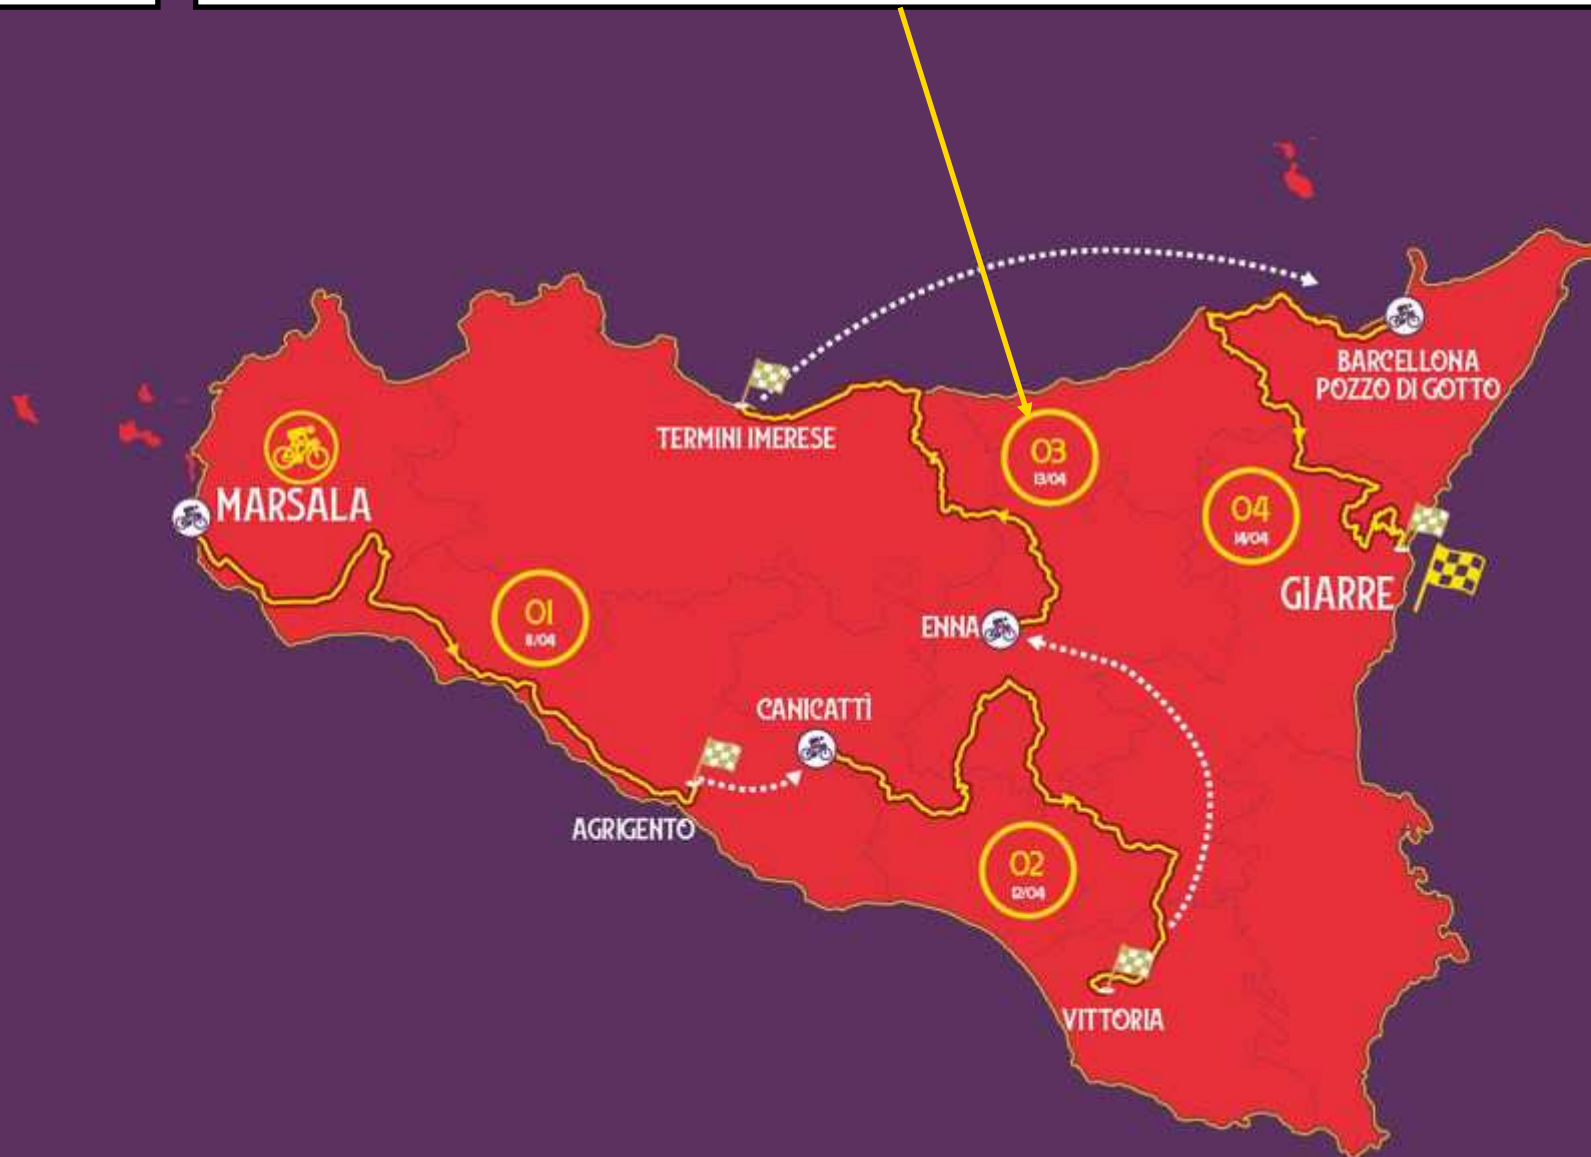 BARCELLONA
POZZO DI GOTTO
TERMINI IMERESE
03
13/04
MARSALA
04
14/04
GIARRE
01
11/04
ENNA
CANICATTÌ
AGRIGENTO
02
12/04
VITTORIA